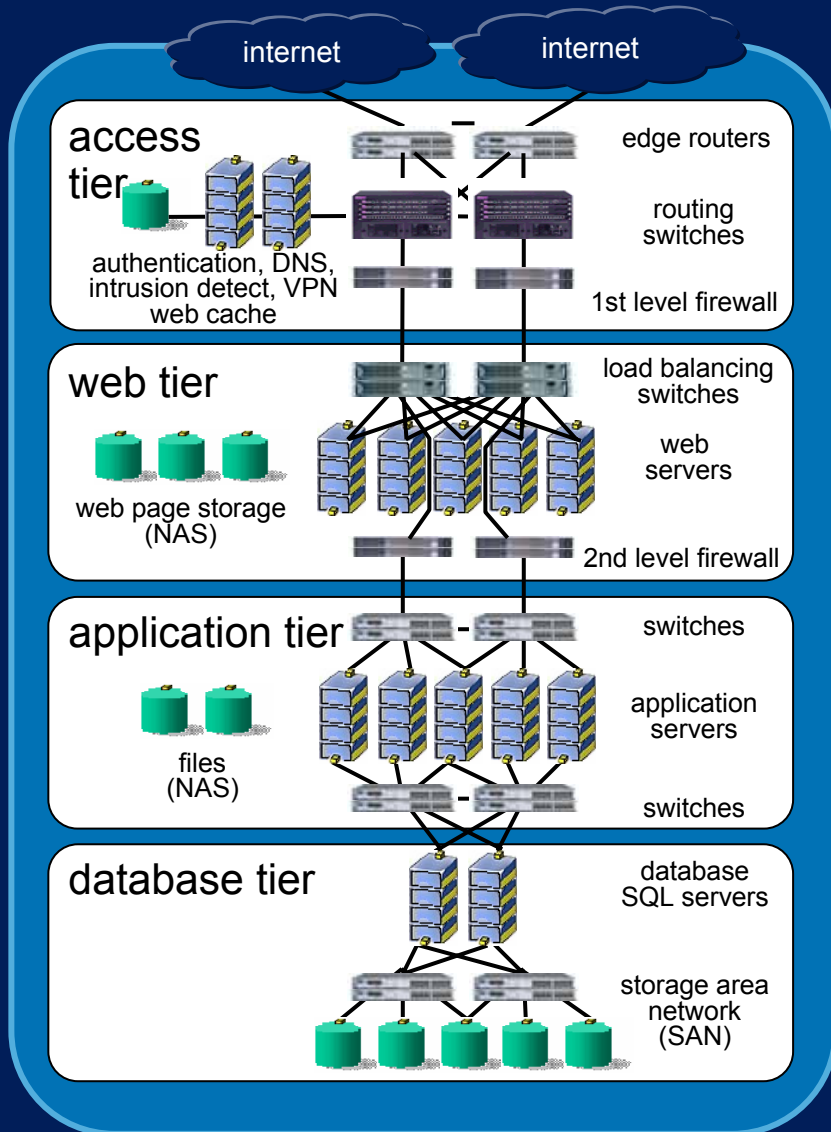 internet
internet
access
tier
edge routers
routing
switches
authentication, DNS,
intrusion detect, VPN
web cache
1st level firewall
web tier
load balancing
switches
web
servers
web page storage
(NAS)
2nd level firewall
application tier
switches
application
servers
files
(NAS)
switches
database tier
database
SQL servers
storage area
network
(SAN)